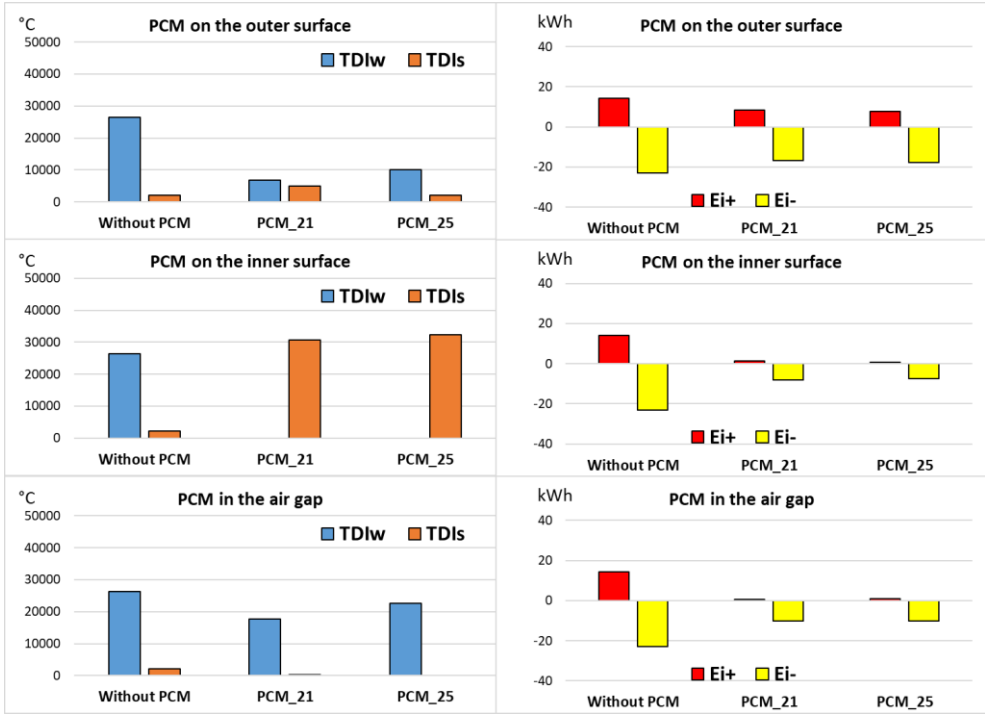 °C PCM on the outer surface
50000
TDIw TDIs
40000
30000
20000
10000
0
Without PCM PCM_21 PCM_25
kWh PCM on the outer surface
40
20
0
-20
Ei+ Ei-
-40
Without PCM PCM_21 PCM_25
°C PCM on the inner surface
50000
TDIw TDIs
40000
30000
20000
10000
0
Without PCM PCM_21 PCM_25
kWh PCM on the inner surface
40
20
0
-20
Ei+ Ei-
-40
Without PCM PCM_21 PCM_25
°C PCM in the air gap
50000
TDIw TDIs
40000
30000
20000
10000
0
Without PCM PCM_21 PCM_25
kWh PCM in the air gap
40
20
0
-20
Ei+ Ei-
-40
Without PCM PCM_21 PCM_25